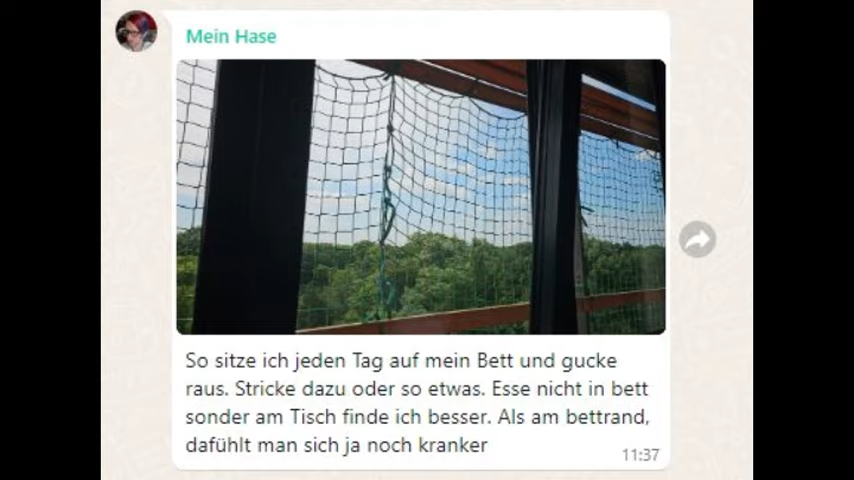 Mein Hase
So sitze ich jeden Tag auf mein Bett und gucke
raus. Stricke dazu oder so etwas. Esse nicht in bett
sonder am Tisch finde ich besser. Als am bettrand,
dafühlt man sich ja noch kranker
11:37